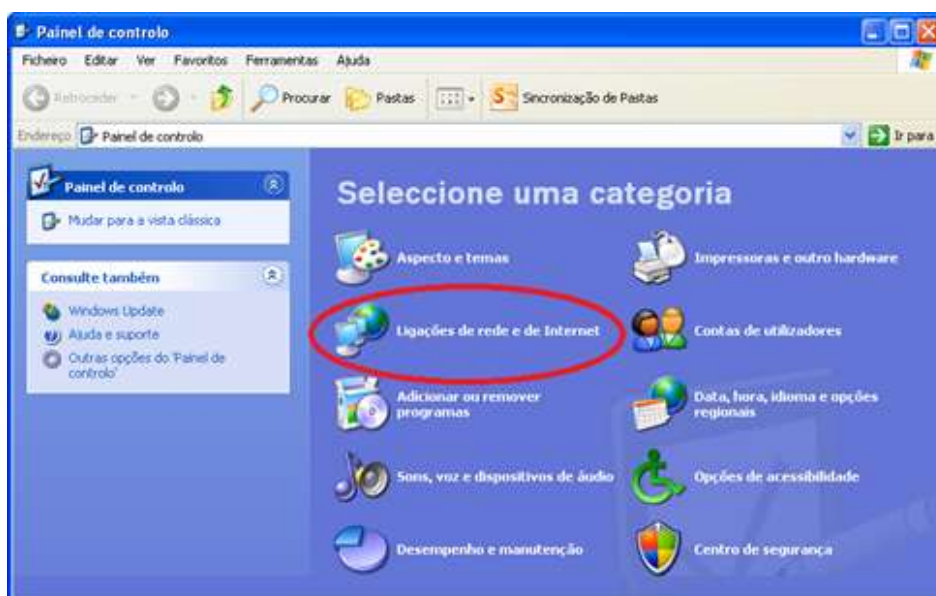 Painel de controlo
Ficheiro Editar Ver Favoritos Ferramentas Ajuda
Retroceder Procurar Pastas Sincronização de Pastas
Endereço Painel de controlo Ir para
Painel de controlo
Mudar para a vista clássica
Consulte também
Windows Update
Ajuda e suporte
Outras opções do 'Painel de
controlo'
Seleccione uma categoria
Aspecto e temas
Impressoras e outro hardware
Ligações de rede e de Internet
Contas de utilizadores
Adicionar ou remover
programas
Data, hora, idioma e opções
regionais
Sons, voz e dispositivos de áudio
Opções de acessibilidade
Desempenho e manutenção
Centro de segurança